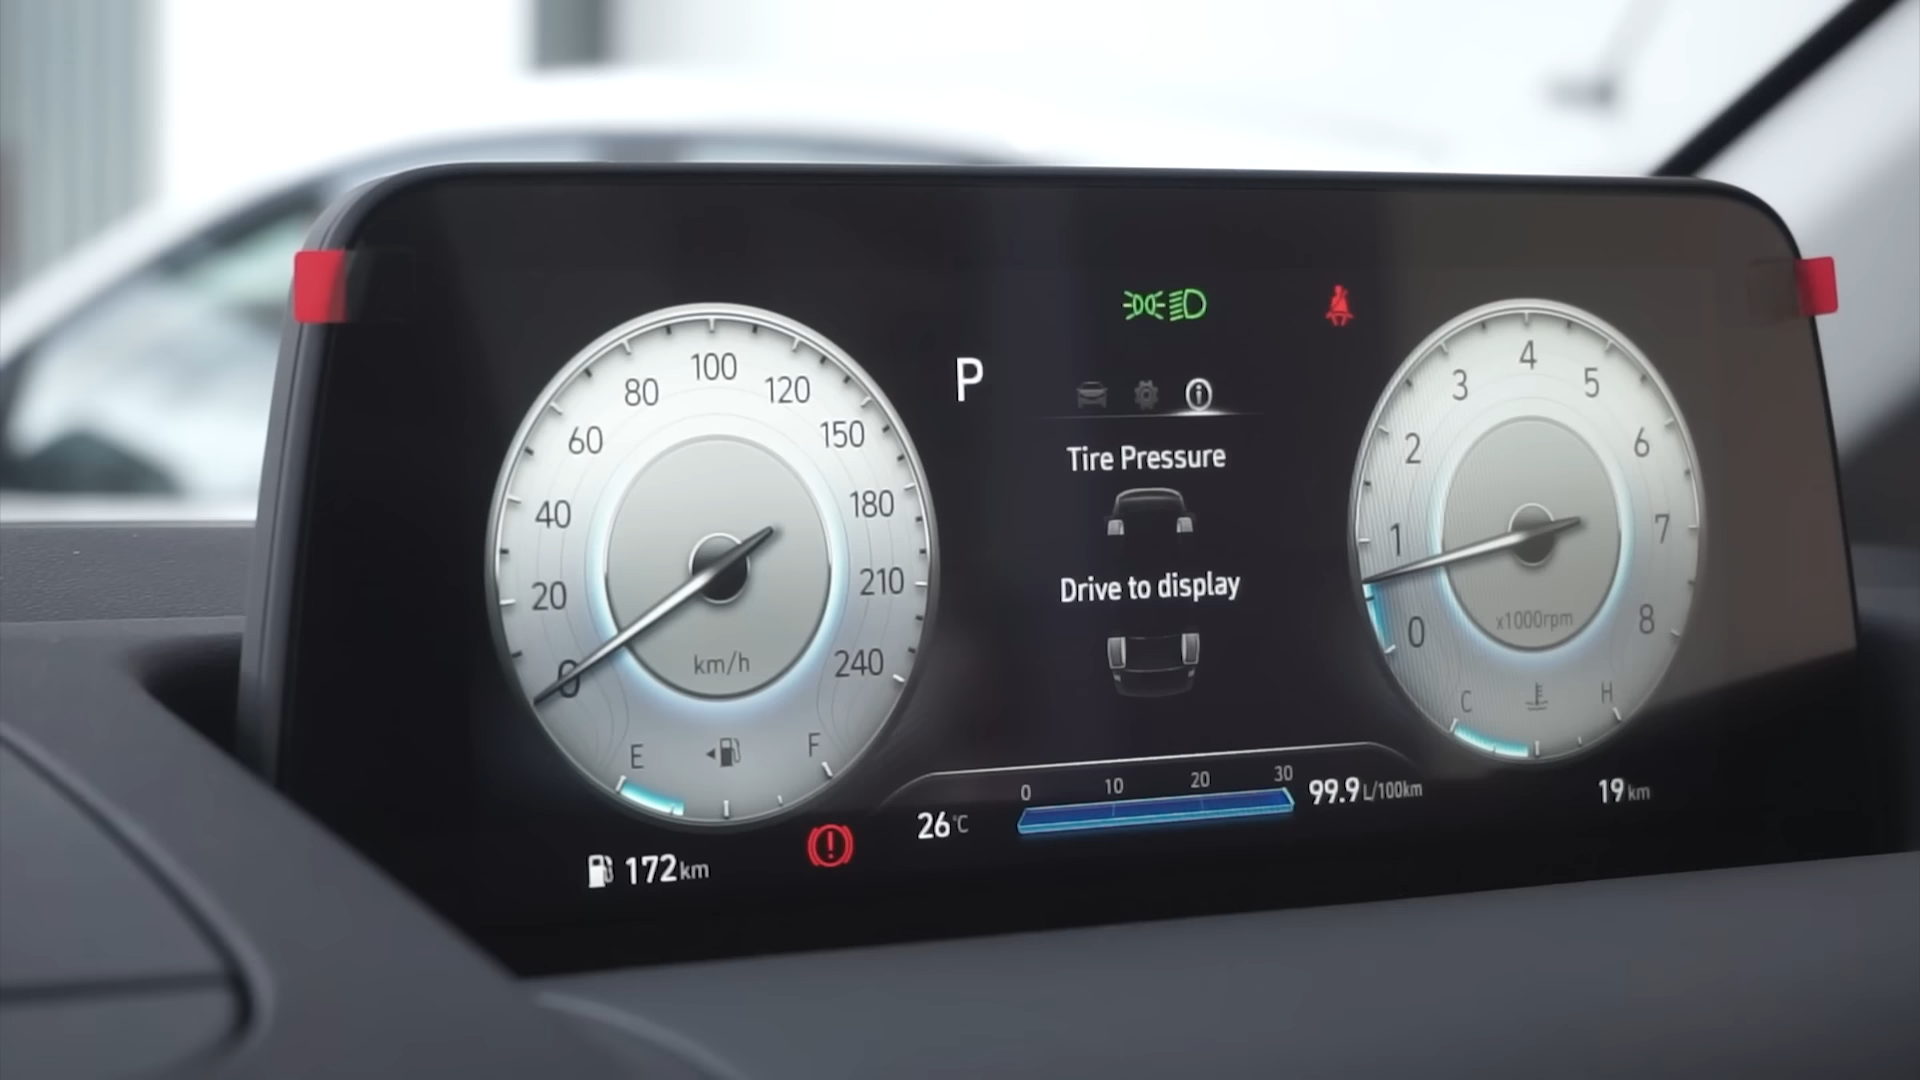 0
20
40
60
80
100
120
150
180
210
240
km/h
E
F
172 km
P
Tire Pressure
Drive to display
26°C
0 10 20 30
99.9 L/100km
0
1
2
3
4
5
6
7
8
x1000rpm
C
H
19 km